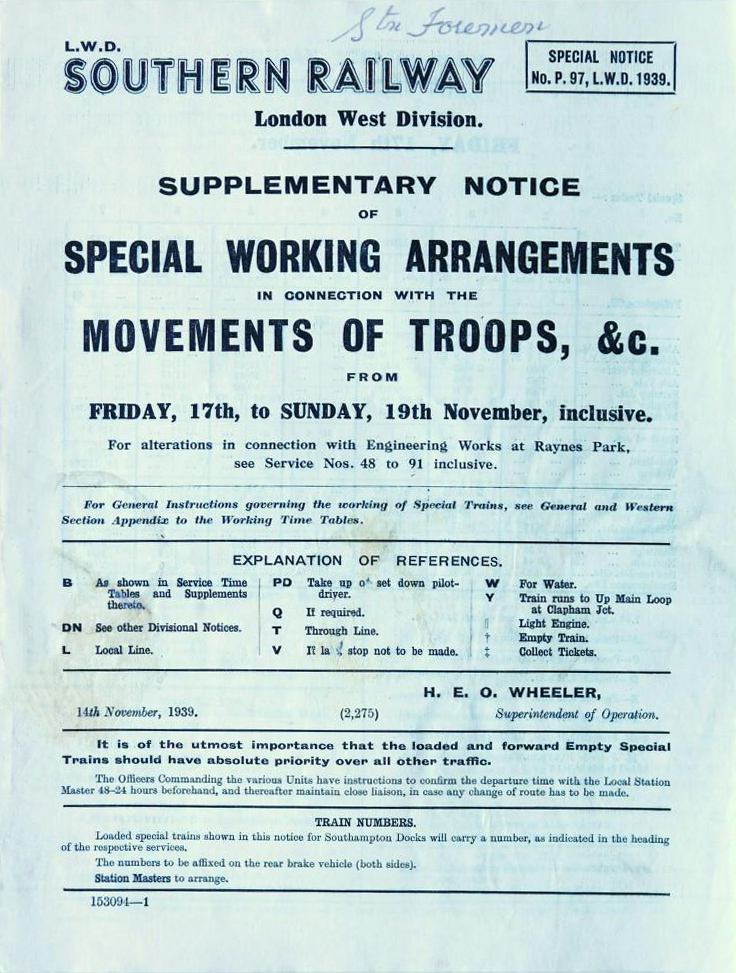 Stn Foremen
L.W.D.
SOUTHERN RAILWAY
SPECIAL NOTICE
No. P. 97, L.W.D. 1939.
London West Division.
SUPPLEMENTARY NOTICE
OF
SPECIAL WORKING ARRANGEMENTS
IN CONNECTION WITH THE
MOVEMENTS OF TROOPS, &c.
FROM
FRIDAY, 17th, to SUNDAY, 19th November, inclusive.
For alterations in connection with Engineering Works at Raynes Park,
see Service Nos. 48 to 91 inclusive.
For General Instructions governing the working of Special Trains, see General and Western
Section Appendix to the Working Time Tables.
EXPLANATION OF REFERENCES.
B As shown in Service Time
Tables and Supplements
thereto.
DN See other Divisional Notices.
L Local Line.
PD Take up or set down pilot-
driver.
Q If required.
T Through Line.
V If stop not to be made.
W For Water.
Y Train runs to Up Main Loop
at Clapham Jct.
‖ Light Engine.
† Empty Train.
‡ Collect Tickets.
H. E. O. WHEELER,
14th November, 1939. (2,275) Superintendent of Operation.
It is of the utmost importance that the loaded and forward Empty Special
Trains should have absolute priority over all other traffic.
The Officers Commanding the various Units have instructions to confirm the departure time with the Local Station
Master 48–24 hours beforehand, and thereafter maintain close liaison, in case any change of route has to be made.
TRAIN NUMBERS.
Loaded special trains shown in this notice for Southampton Docks will carry a number, as indicated in the heading
of the respective services.
The numbers to be affixed on the rear brake vehicle (both sides).
Station Masters to arrange.
153094—1